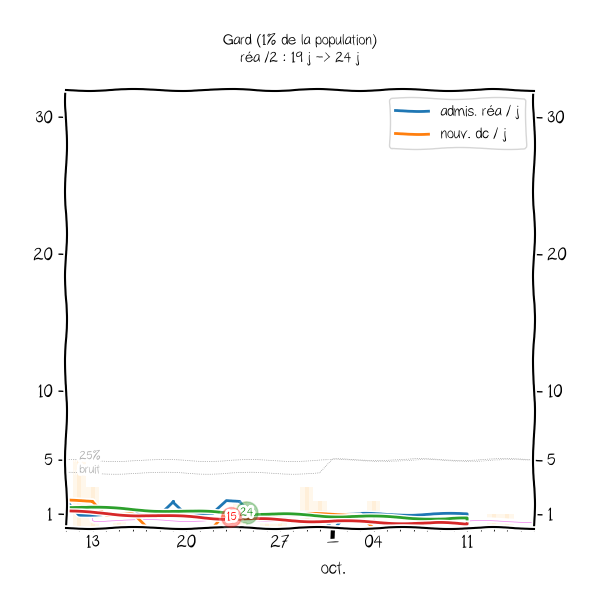 Gard (1% de la population)
réa /2 : 19 j -> 24 j
admis. réa / j
nouv. dc / j
30 30
20 20
10 10
25%
5 5
bruit
15 24
1 1
13 20 27 04 11
oct.